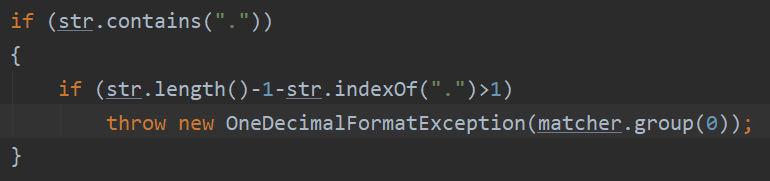 if (str.contains("."))
{
    if (str.length()-1-str.indexOf(".")>1)
        throw new OneDecimalFormatException(matcher.group(0));
}